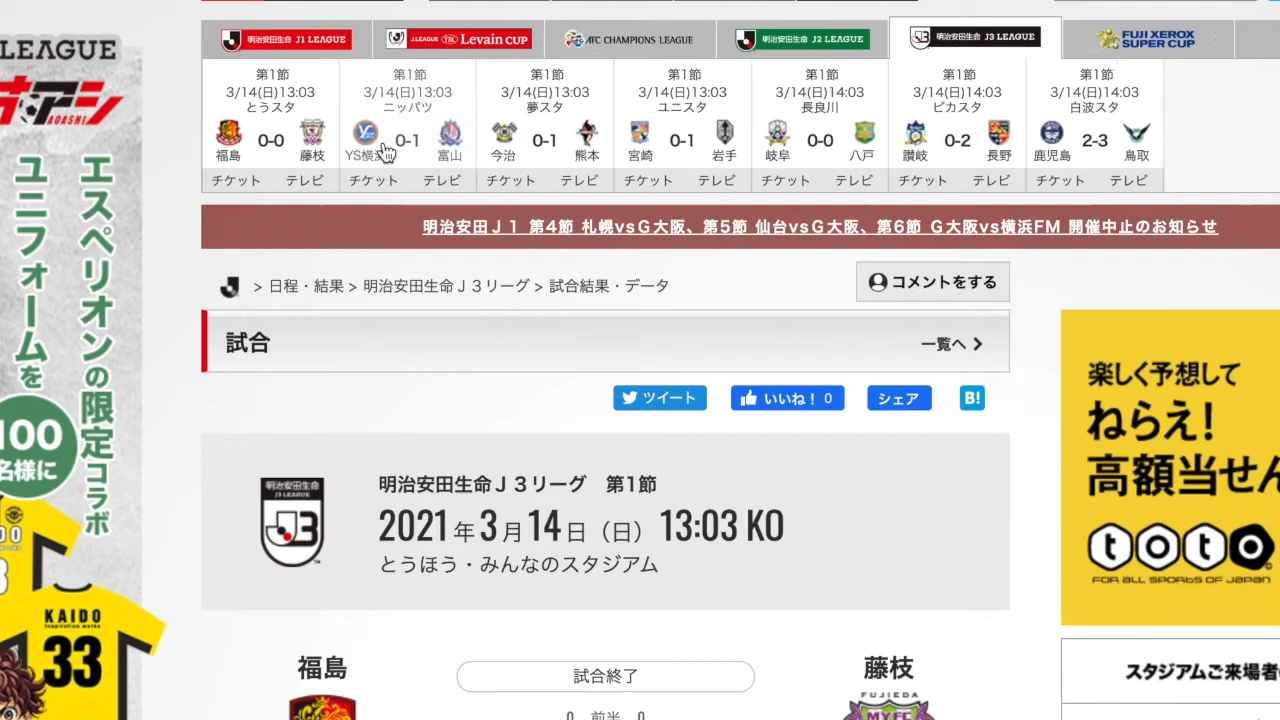 LEAGUE
アオアシ
AOASHI
エスペリオンの限定コラボ
ユニフォームを
100
名様に
KAIDO
33
明治安田生命 J1 LEAGUE
J.LEAGUE YBC Levain CUP
AFC CHAMPIONS LEAGUE
明治安田生命 J2 LEAGUE
明治安田生命 J3 LEAGUE
FUJI XEROX SUPER CUP
第1節 第1節 第1節 第1節 第1節 第1節 第1節
3/14(日)13:03 3/14(日)13:03 3/14(日)13:03 3/14(日)13:03 3/14(日)14:03 3/14(日)14:03 3/14(日)14:03
とうスタ ニッパツ 夢スタ ユニスタ 長良川 ピカスタ 白波スタ
0-0 0-1 0-1 0-1 0-0 0-2 2-3
福島 藤枝 YS横浜 富山 今治 熊本 宮崎 岩手 岐阜 八戸 讃岐 長野 鹿児島 鳥取
チケット テレビ チケット テレビ チケット テレビ チケット テレビ チケット テレビ チケット テレビ チケット テレビ
明治安田Ｊ１ 第4節 札幌vsＧ大阪、第5節 仙台vsＧ大阪、第6節 Ｇ大阪vs横浜FM 開催中止のお知らせ
> 日程・結果 > 明治安田生命Ｊ３リーグ > 試合結果・データ
コメントをする
試合
一覧へ
ツイート
いいね！ 0
シェア
B!
明治安田生命
J3 LEAGUE
J3
明治安田生命Ｊ３リーグ 第1節
2021年3月14日（日）13:03 KO
とうほう・みんなのスタジアム
福島
試合終了
藤枝
0 前半 0
FUJIEDA
MYFC
楽しく予想して
ねらえ！
高額当せん
toto
FOR ALL SPORTS OF JAPAN
スタジアムご来場者